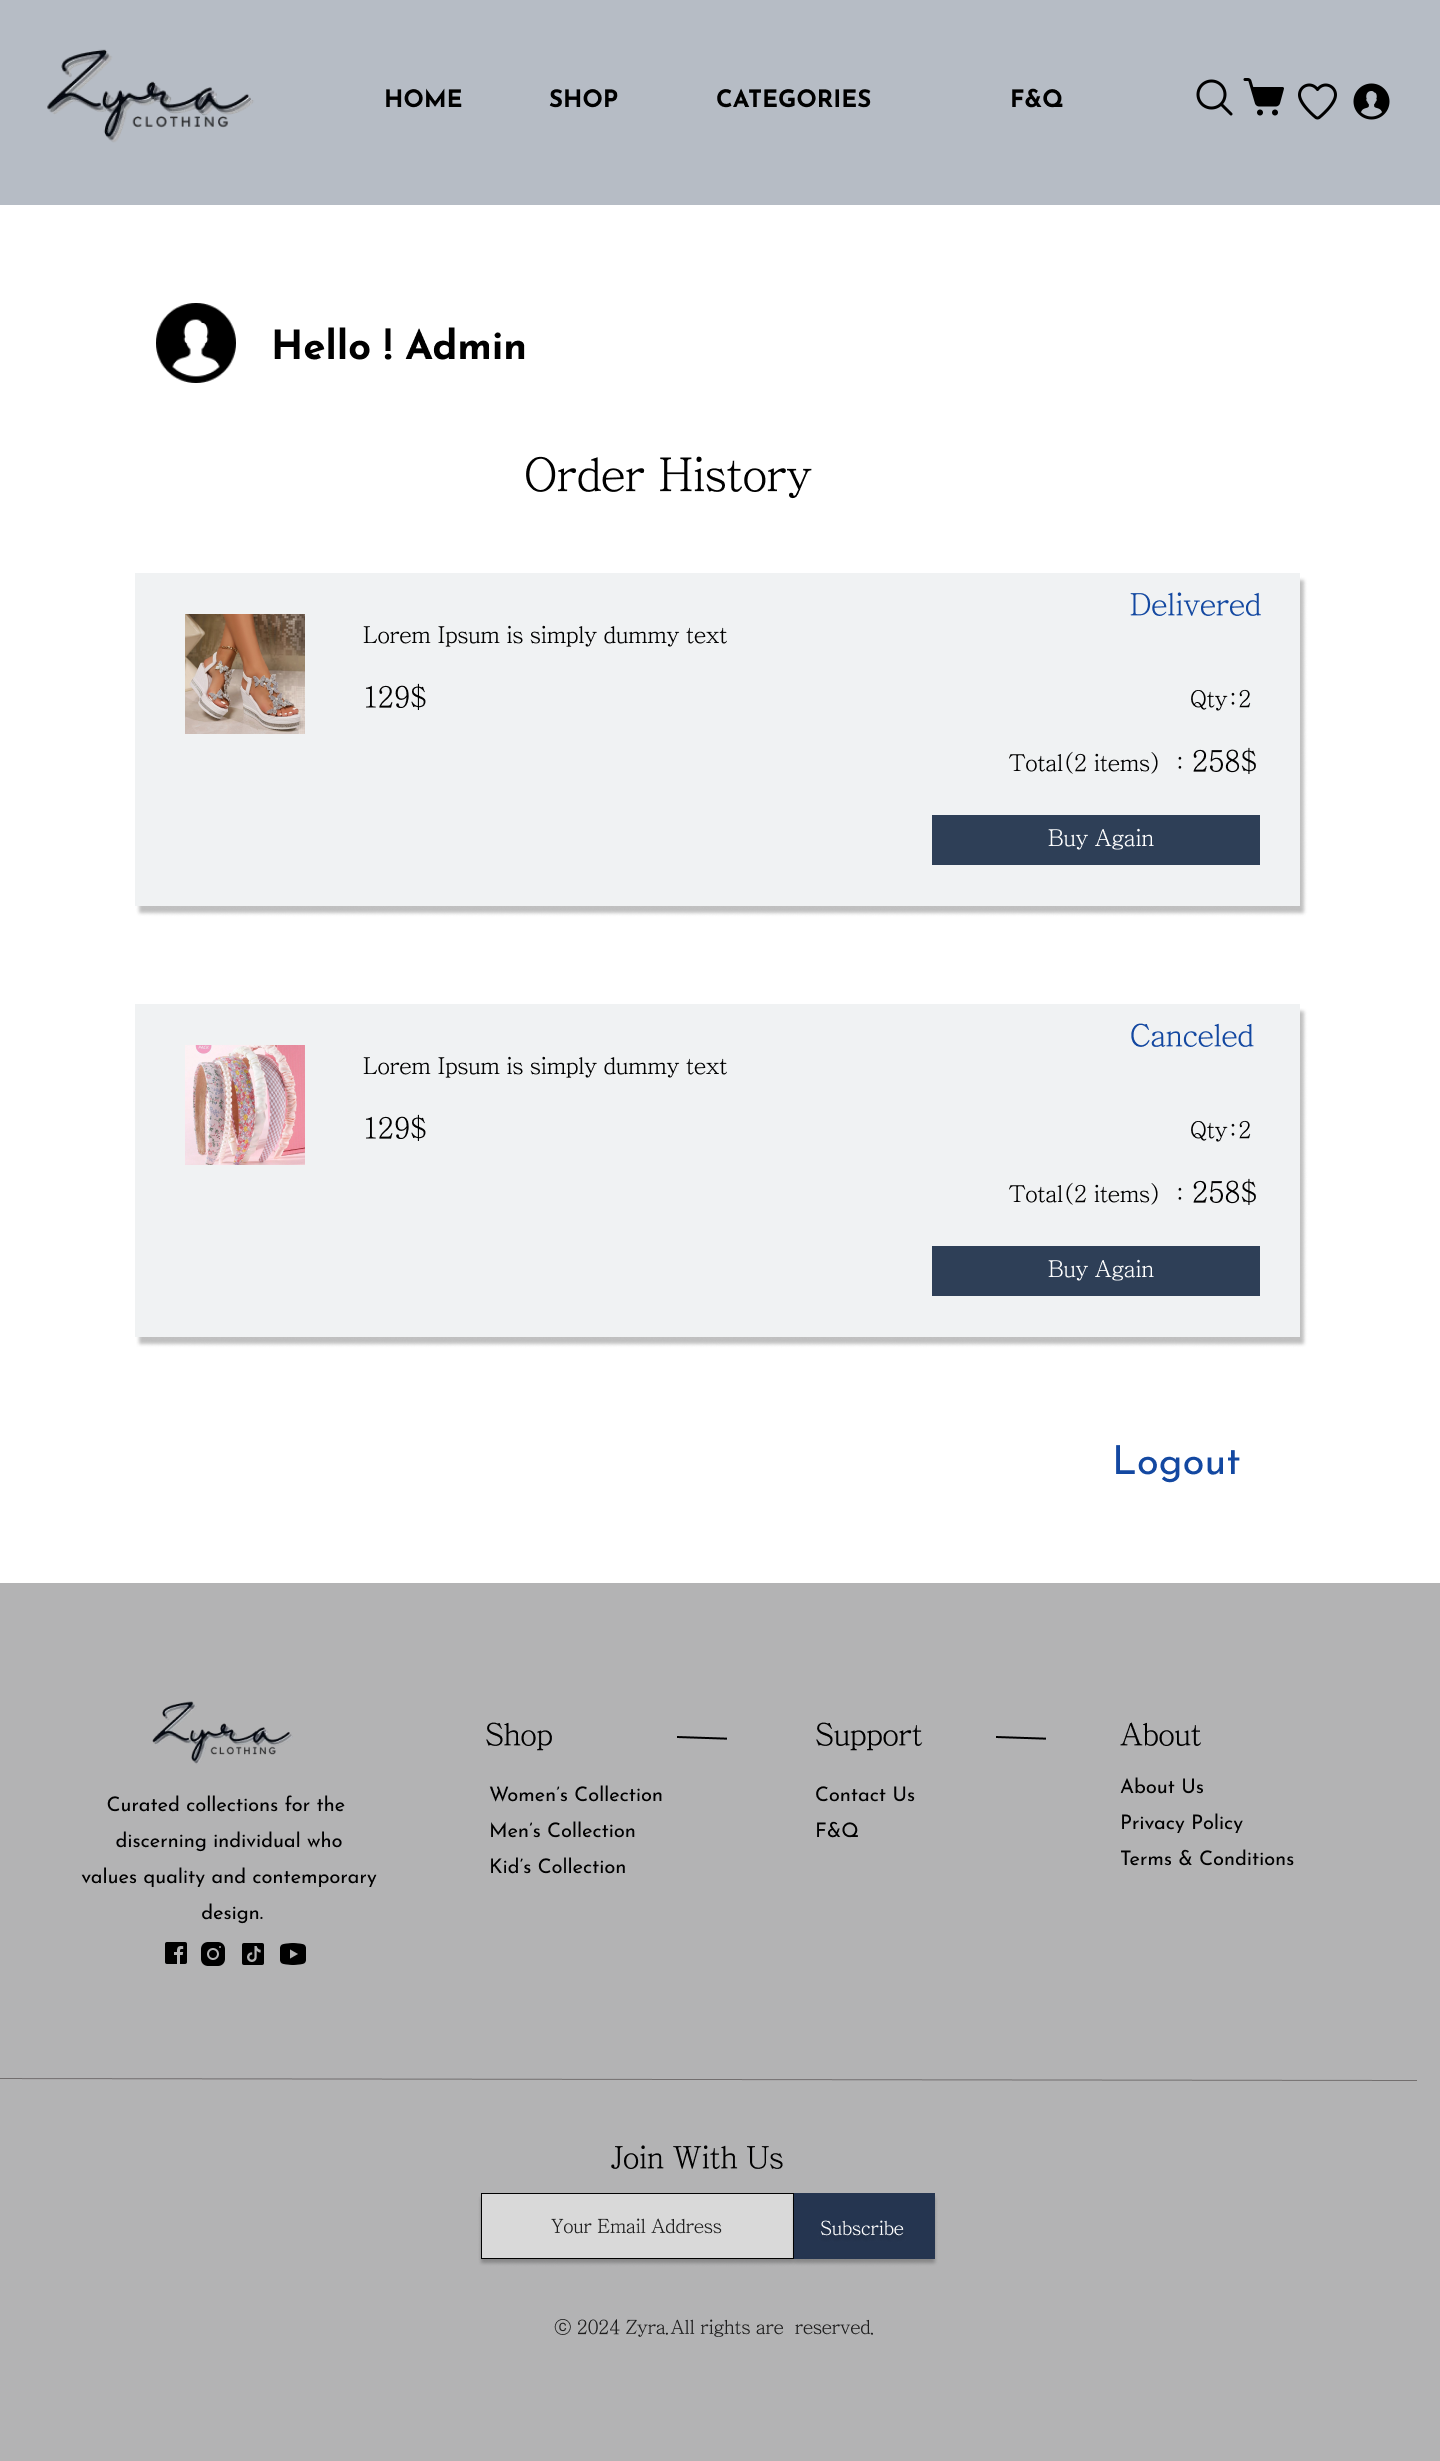 Zyra
CLOTHING
HOME SHOP CATEGORIES F&Q
Hello ! Admin
Order History
Delivered
Lorem Ipsum is simply dummy text
129$
Qty:2
Total(2 items) : 258$
Buy Again
Canceled
Lorem Ipsum is simply dummy text
129$
Qty:2
Total(2 items) : 258$
Buy Again
Logout
Zyra
CLOTHING
Curated collections for the
discerning individual who
values quality and contemporary
design.
Shop
Women's Collection
Men's Collection
Kid's Collection
Support
Contact Us
F&Q
About
About Us
Privacy Policy
Terms & Conditions
Join With Us
Your Email Address
Subscribe
© 2024 Zyra.All rights are reserved.